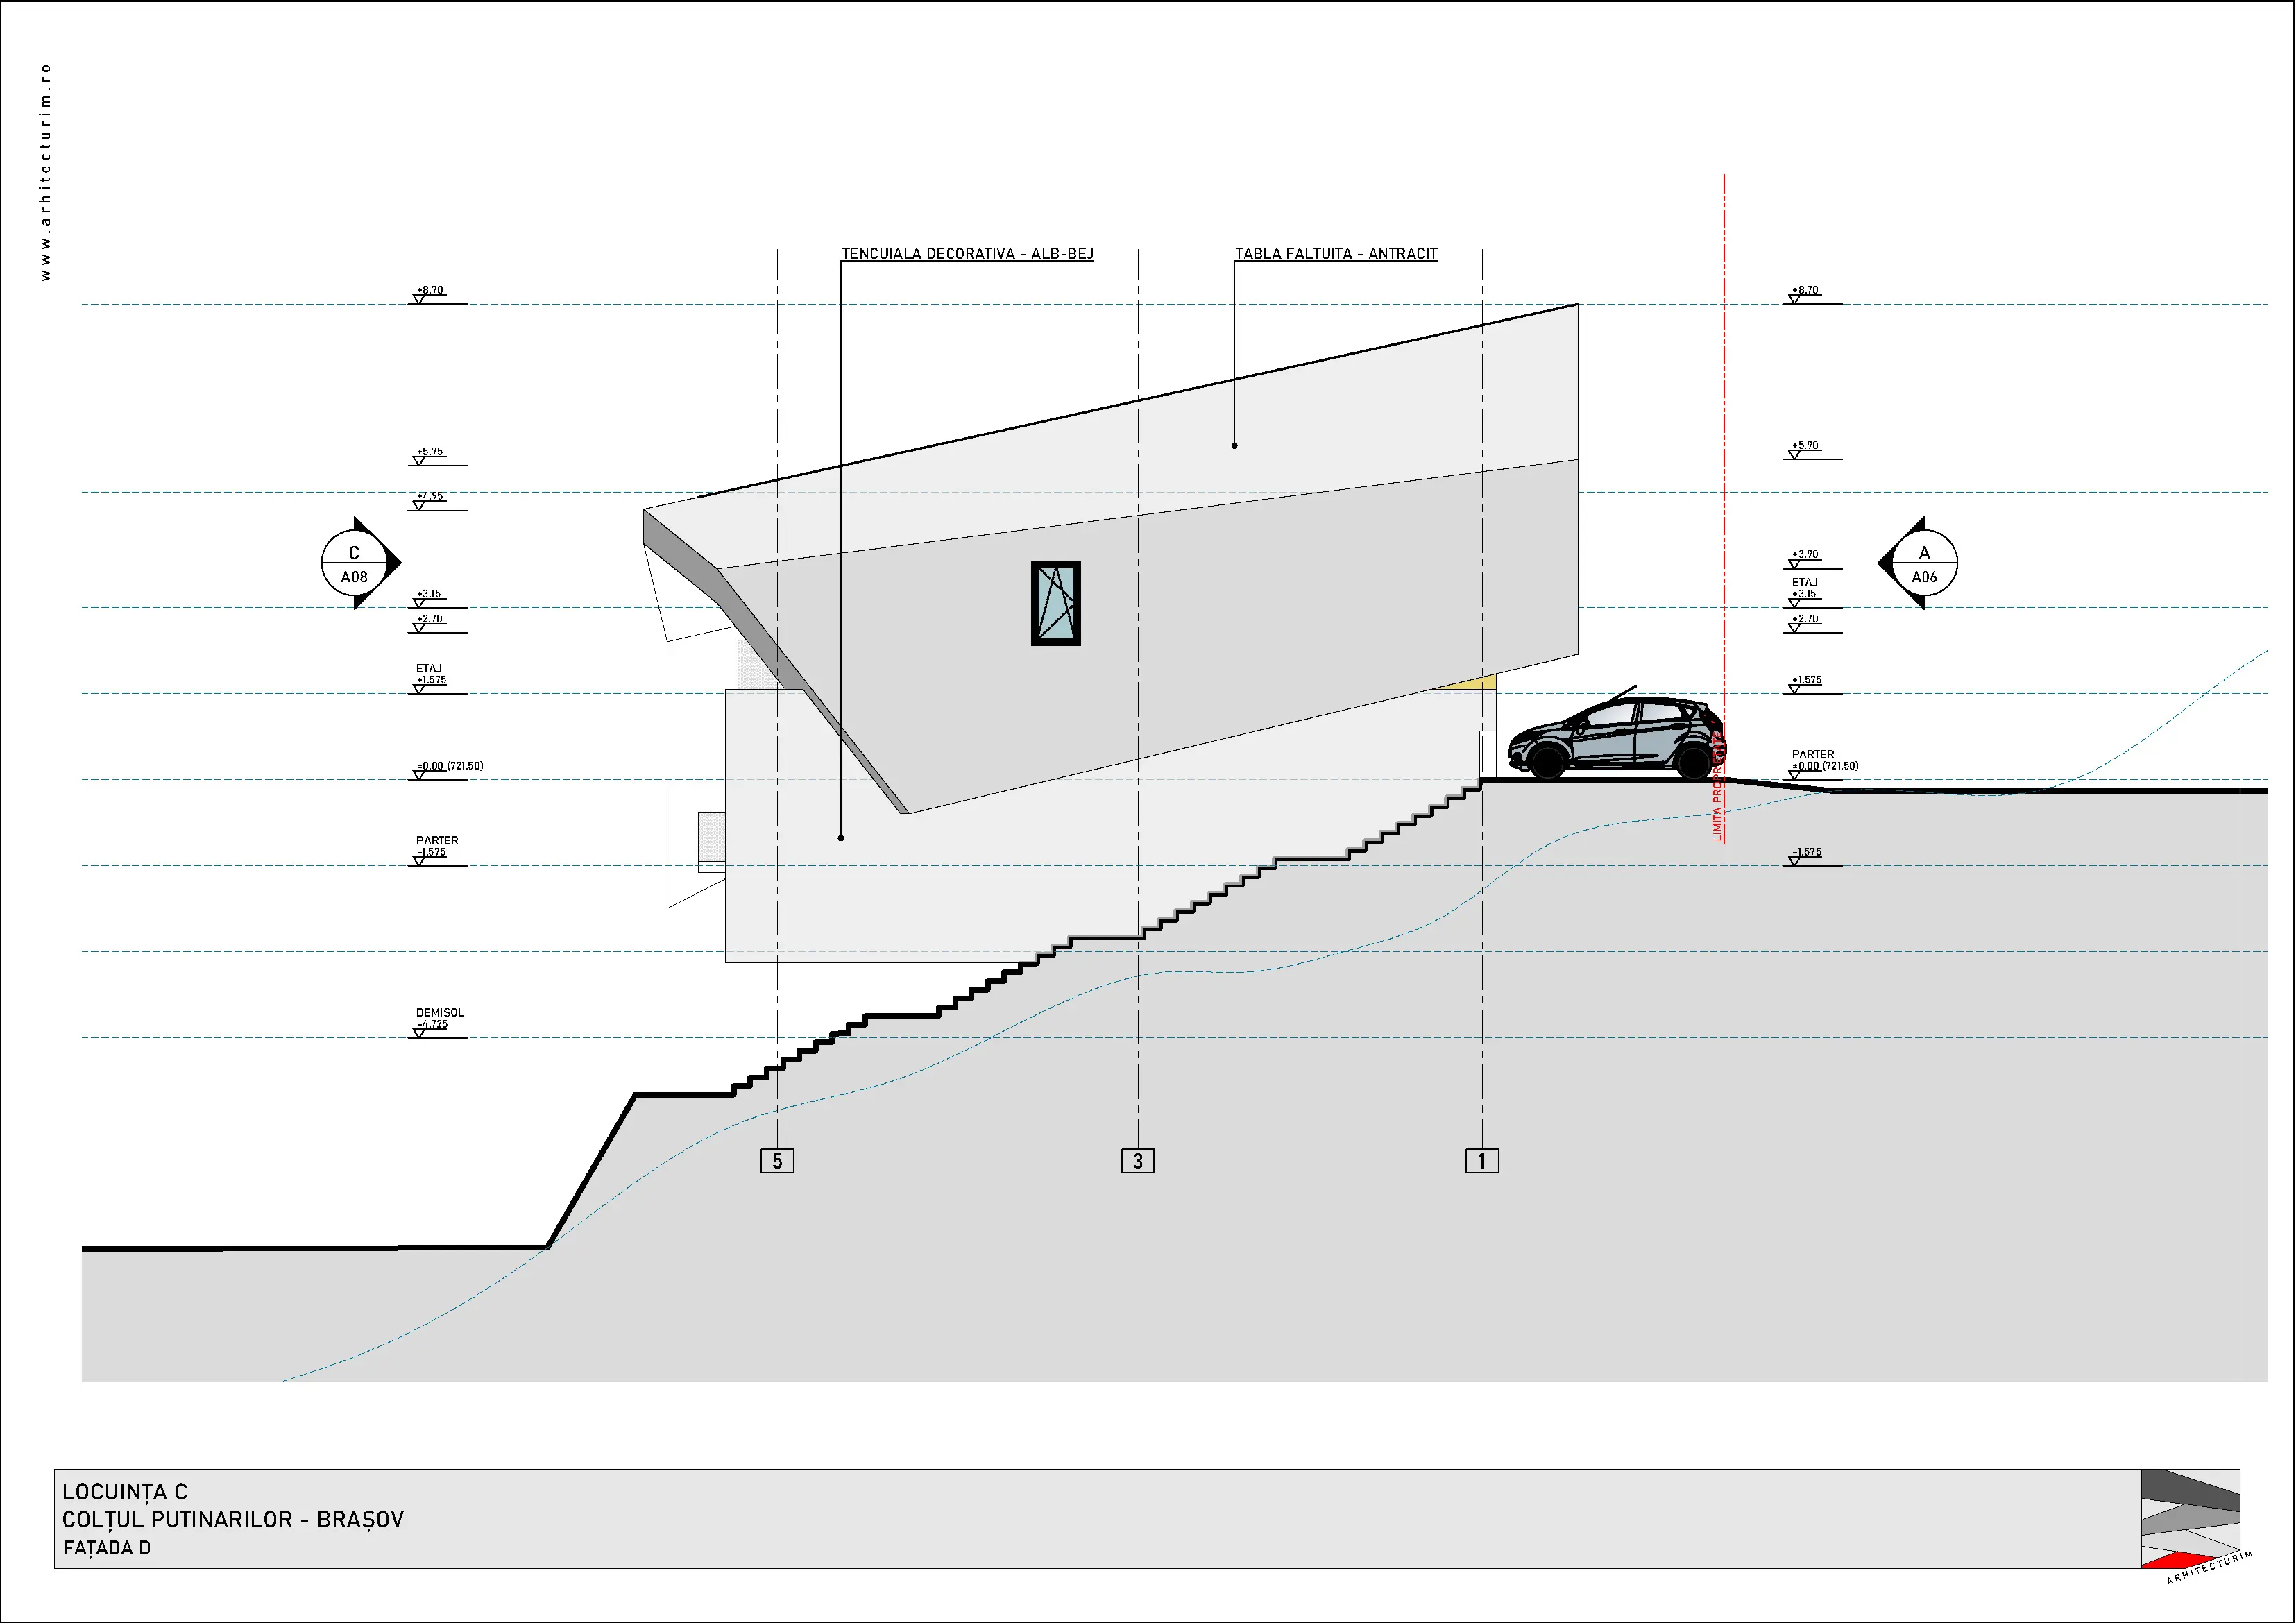 www.arhitecturim.ro
TENCUIALA DECORATIVA - ALB-BEJ
TABLA FALTUITA - ANTRACIT
+8.70
+8.70
+5.75
+5.90
+4.95
C
A08
A
A06
+3.90
ETAJ
+3.15
+3.15
+2.70
+2.70
ETAJ
+1.575
+1.575
±0.00 (721.50)
PARTER
±0.00 (721.50)
LIMITA PROPRIETATE
PARTER
-1.575
-1.575
DEMISOL
-4.725
5
3
1
LOCUINȚA C
COLȚUL PUTINARILOR - BRAȘOV
FAȚADA D
ARHITECTURIM